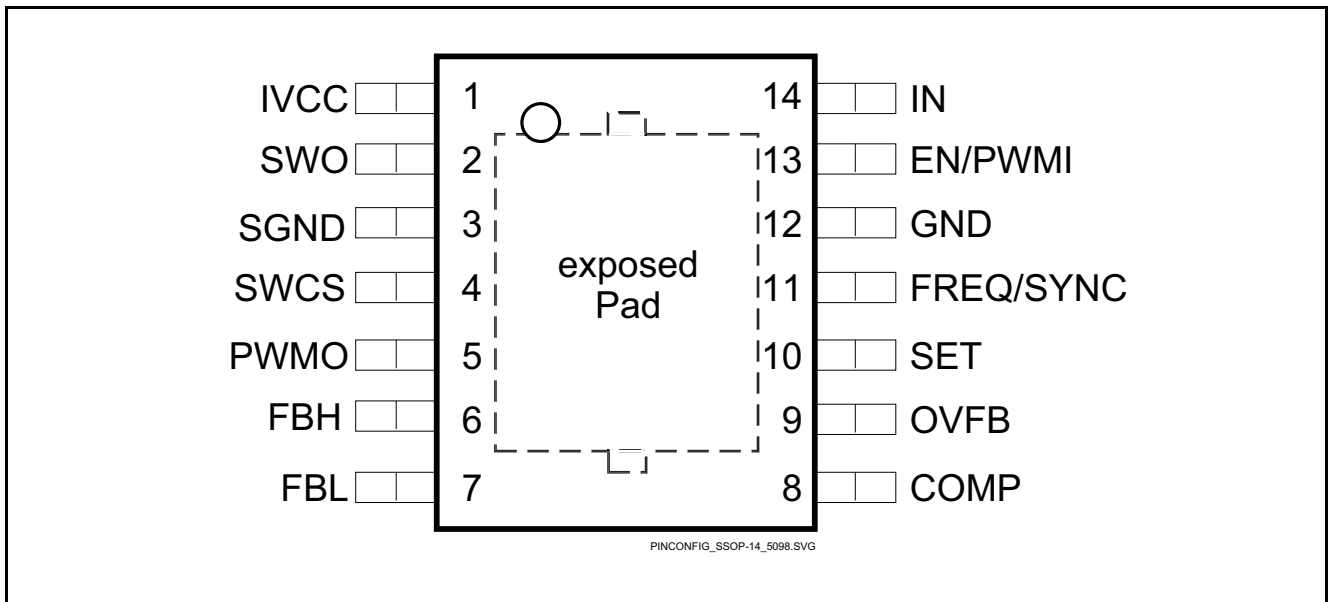 IVCC 1 14 IN
SWO 2 13 EN/PWMI
SGND 3 12 GND
SWCS 4 11 FREQ/SYNC
exposed
Pad
PWMO 5 10 SET
FBH 6 9 OVFB
FBL 7 8 COMP
PINCONFIG_SSOP-14_5098.SVG